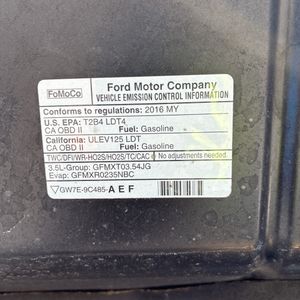 FoMoCo
Ford Motor Company
VEHICLE EMISSION CONTROL INFORMATION
Conforms to regulations: 2016 MY
U.S. EPA: T2B4 LDT4
CA OBD II Fuel: Gasoline
California: ULEV125 LDT
CA OBD II Fuel: Gasoline
TWC/DFI/WR-HO2S/HO2S/TC/CAC No adjustments needed.
3.5L-Group: GFMXT03.54JG
Evap: GFMXR0235NBC
GW7E-9C485-AEF